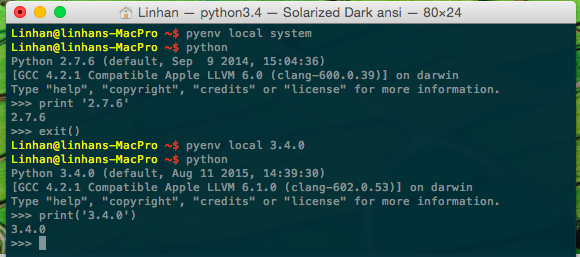 Linhan — python3.4 — Solarized Dark ansi — 80×24
Linhan@linhans-MacPro ~$ pyenv local system
Linhan@linhans-MacPro ~$ python
Python 2.7.6 (default, Sep  9 2014, 15:04:36)
[GCC 4.2.1 Compatible Apple LLVM 6.0 (clang-600.0.39)] on darwin
Type "help", "copyright", "credits" or "license" for more information.
>>> print '2.7.6'
2.7.6
>>> exit()
Linhan@linhans-MacPro ~$ pyenv local 3.4.0
Linhan@linhans-MacPro ~$ python
Python 3.4.0 (default, Aug 11 2015, 14:39:30)
[GCC 4.2.1 Compatible Apple LLVM 6.1.0 (clang-602.0.53)] on darwin
Type "help", "copyright", "credits" or "license" for more information.
>>> print('3.4.0')
3.4.0
>>>